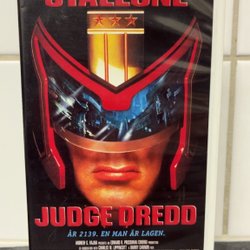 STALLONE
JUDGE DREDD
ÅR 2139. EN MAN ÄR LAGEN.